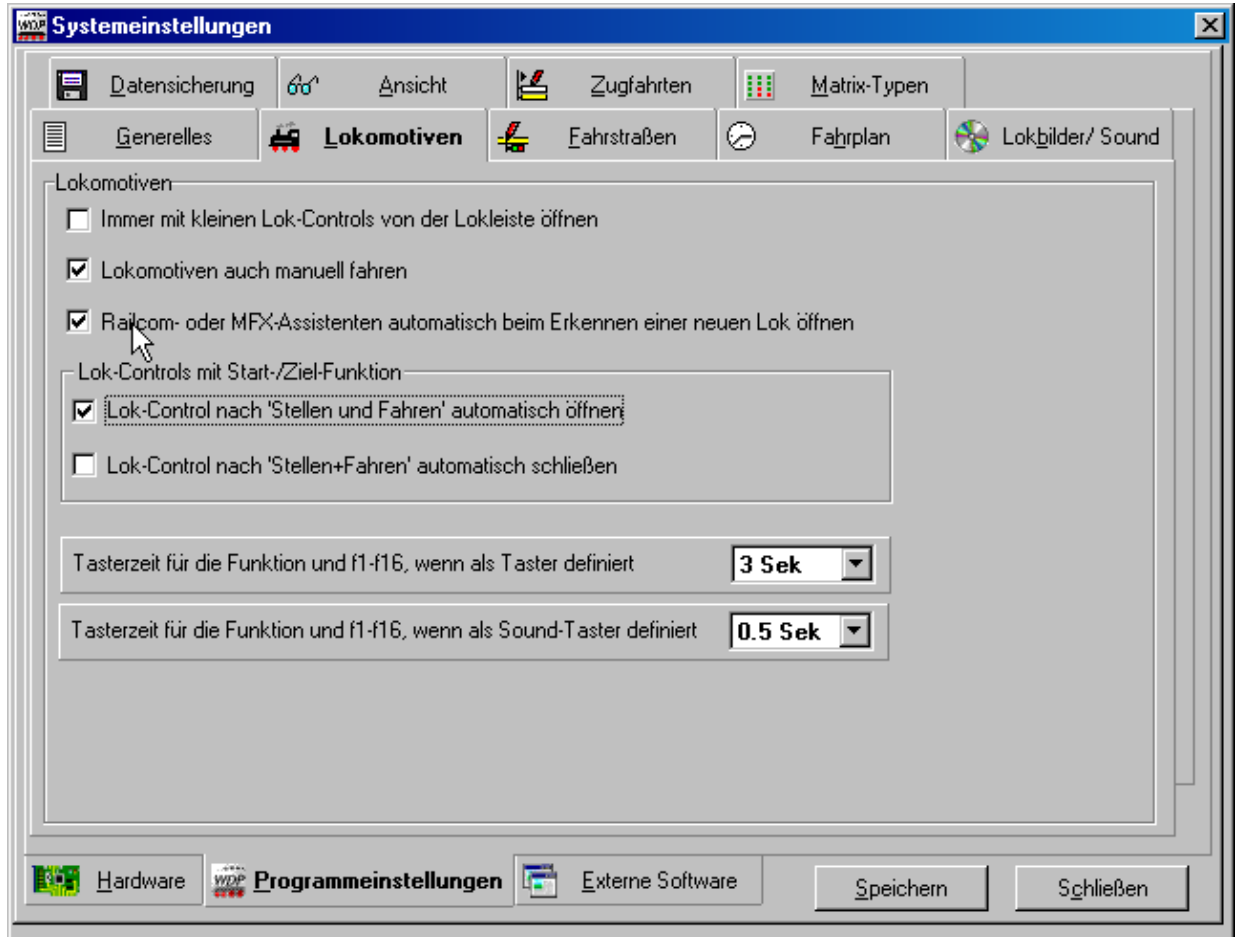 WDP Systemeinstellungen
Datensicherung Ansicht Zugfahrten Matrix-Typen
Generelles Lokomotiven Fahrstraßen Fahrplan Lokbilder/ Sound
Lokomotiven
Immer mit kleinen Lok-Controls von der Lokleiste öffnen
Lokomotiven auch manuell fahren
Railcom- oder MFX-Assistenten automatisch beim Erkennen einer neuen Lok öffnen
Lok-Controls mit Start-/Ziel-Funktion
Lok-Control nach 'Stellen und Fahren' automatisch öffnen
Lok-Control nach 'Stellen+Fahren' automatisch schließen
Tasterzeit für die Funktion und f1-f16, wenn als Taster definiert 3 Sek
Tasterzeit für die Funktion und f1-f16, wenn als Sound-Taster definiert 0.5 Sek
Hardware WDP Programmeinstellungen Externe Software Speichern Schließen